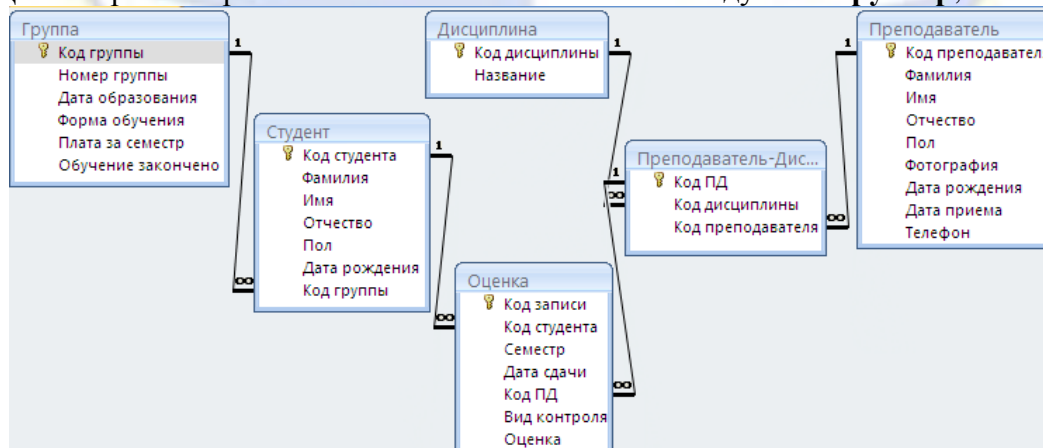 Группа
Код группы
Номер группы
Дата образования
Форма обучения
Плата за семестр
Обучение закончено
1
Студент
Код студента
Фамилия
Имя
Отчество
Пол
Дата рождения
Код группы
∞
1
Дисциплина
Код дисциплины
Название
1
Оценка
Код записи
Код студента
Семестр
Дата сдачи
Код ПД
Вид контроля
Оценка
∞
∞
Преподаватель-Дис...
Код ПД
Код дисциплины
Код преподавателя
1
∞
∞
Преподаватель
Код преподавател
Фамилия
Имя
Отчество
Пол
Фотография
Дата рождения
Дата приема
Телефон
1